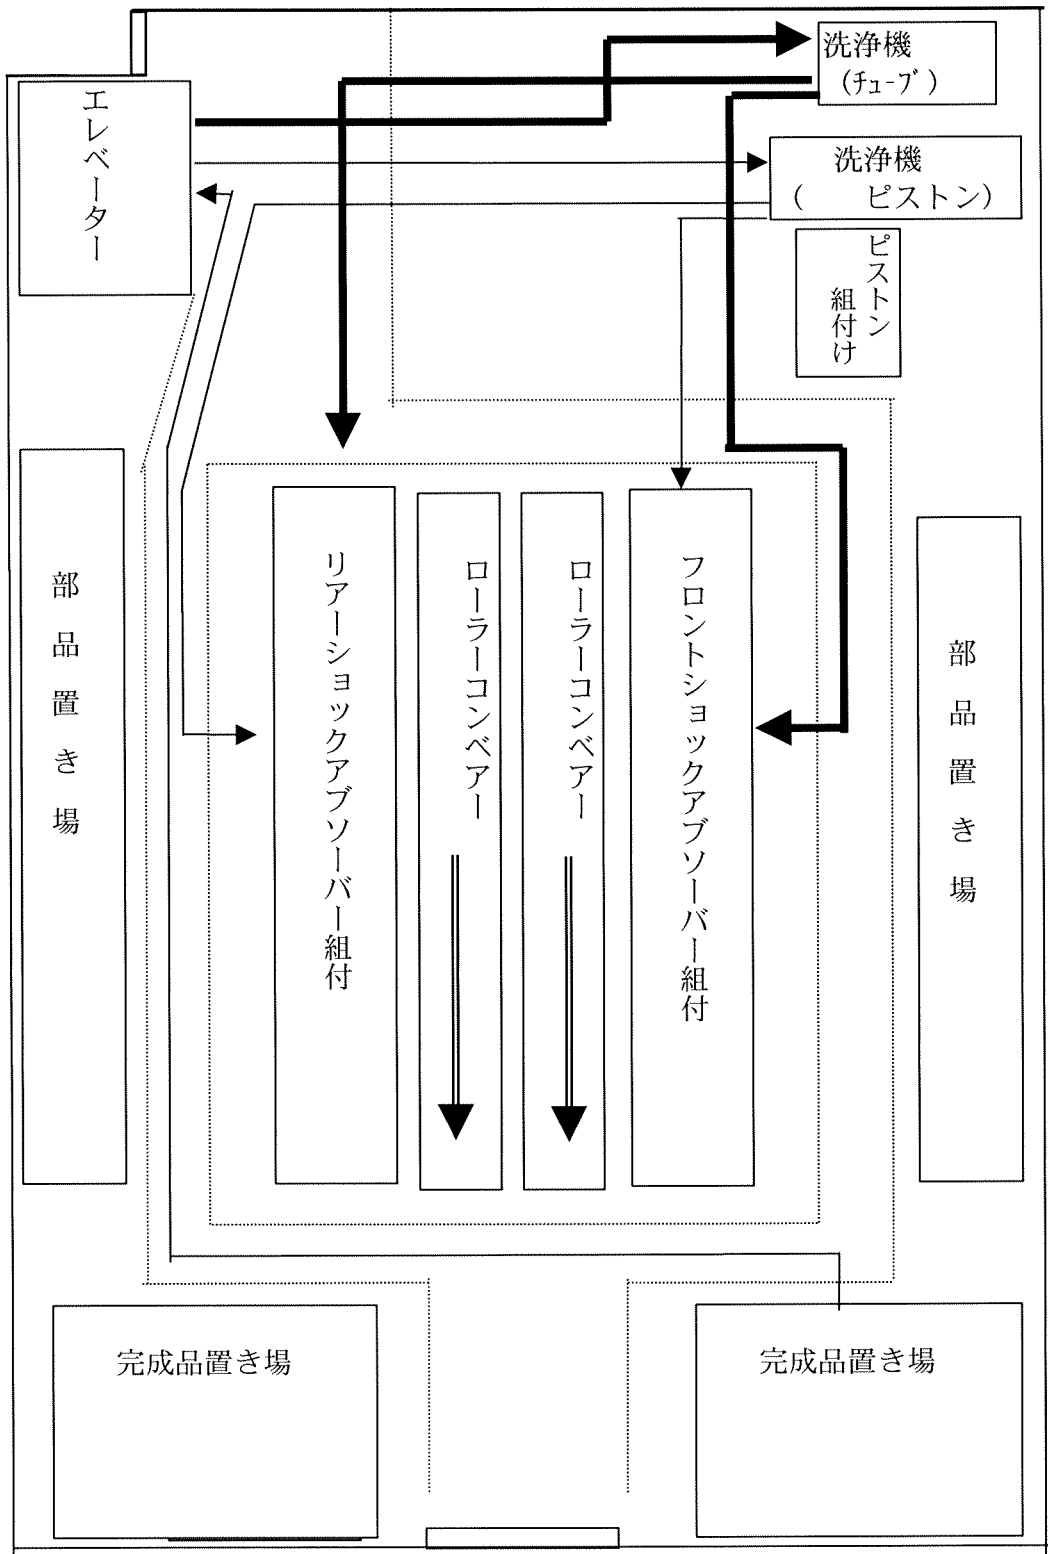 洗浄機
(ﾁｭｰﾌﾞ)
エレベーター
洗浄機
(　　ピストン)
ピストン
組付け
部品置き場
リアーショックアブソーバー組付
ローラーコンベアー
ローラーコンベアー
フロントショックアブソーバー組付
部品置き場
完成品置き場
完成品置き場